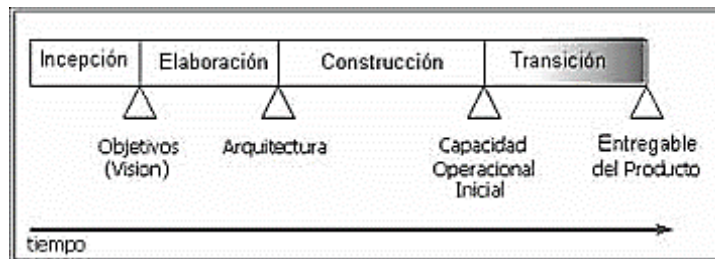 Incepción Elaboración Construcción Transición
Objetivos Arquitectura Capacidad Entregable
(Vision) Operacional del Producto
Inicial
tiempo